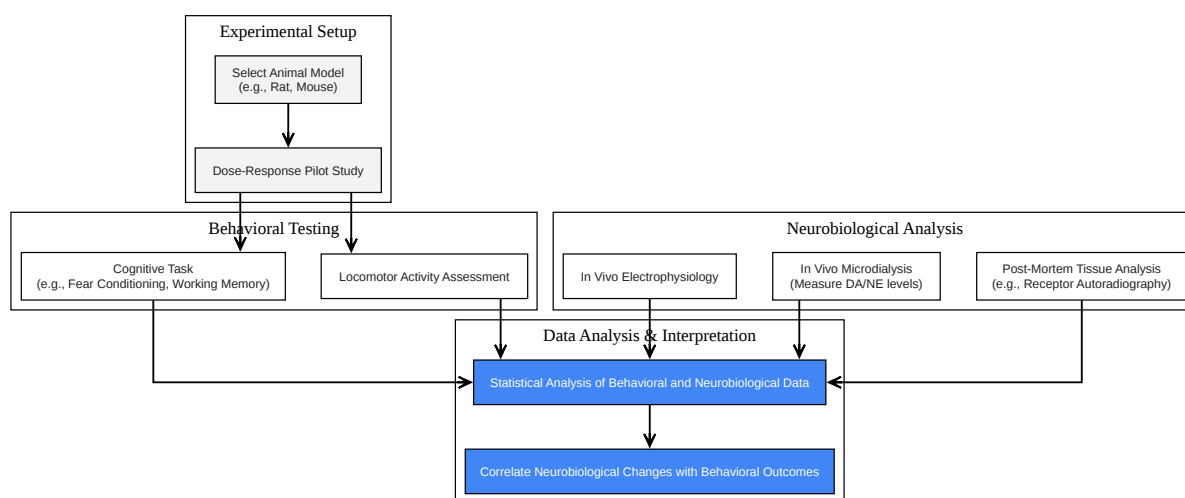 Experimental Setup
Select Animal Model
(e.g., Rat, Mouse)
Dose-Response Pilot Study
Behavioral Testing
Cognitive Task
(e.g., Fear Conditioning, Working Memory)
Locomotor Activity Assessment
Neurobiological Analysis
In Vivo Electrophysiology
In Vivo Microdialysis
(Measure DA/NE levels)
Post-Mortem Tissue Analysis
(e.g., Receptor Autoradiography)
Data Analysis & Interpretation
Statistical Analysis of Behavioral and Neurobiological Data
Correlate Neurobiological Changes with Behavioral Outcomes